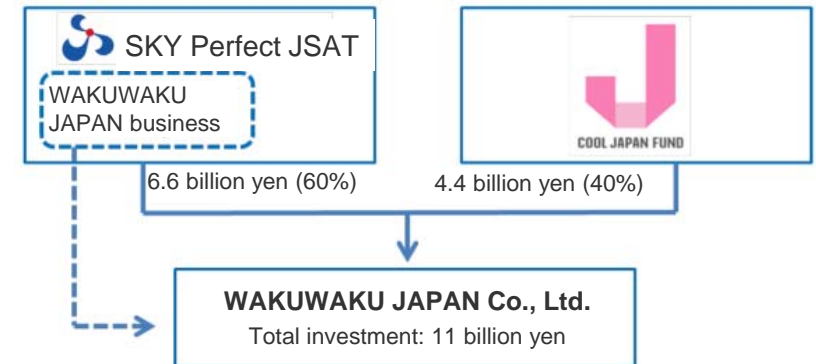 SKY Perfect JSAT
WAKUWAKU
JAPAN business
COOL JAPAN FUND
6.6 billion yen (60%)
4.4 billion yen (40%)
WAKUWAKU JAPAN Co., Ltd.
Total investment: 11 billion yen